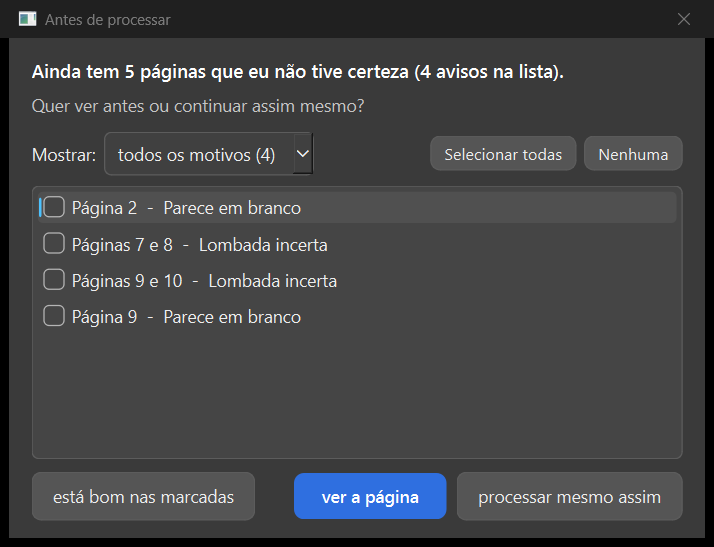 Antes de processar
Ainda tem 5 páginas que eu não tive certeza (4 avisos na lista).
Quer ver antes ou continuar assim mesmo?
Mostrar: todos os motivos (4) Selecionar todas Nenhuma
Página 2 - Parece em branco
Páginas 7 e 8 - Lombada incerta
Páginas 9 e 10 - Lombada incerta
Página 9 - Parece em branco
está bom nas marcadas ver a página processar mesmo assim